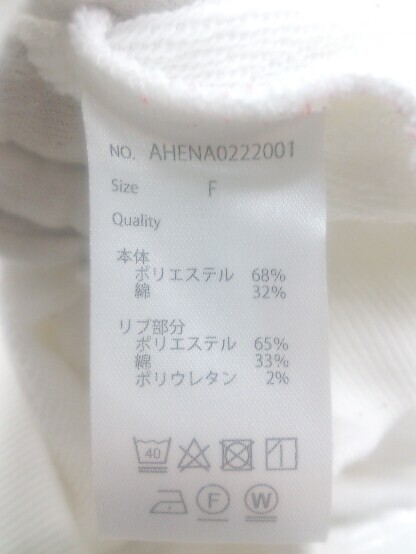 NO. AHENA0222001
Size F
Quality
本体
ポリエステル 68%
綿 32%
リブ部分
ポリエステル 65%
綿 33%
ポリウレタン 2%
40
F W